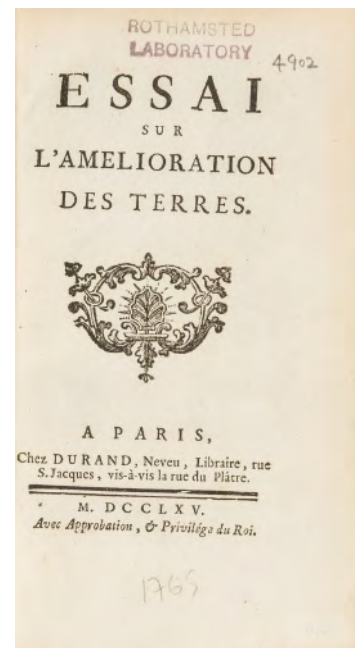 ROTHAMSTED
LABORATORY
4902
ESSAI
SUR
L'AMELIORATION
DES TERRES.
A PARIS,
Chez DURAND, Neveu, Libraire, rue
S. Jacques, vis-à-vis la rue du Plâtre.
M. DCCLXV.
Avec Approbation, & Privilége du Roi.
1765